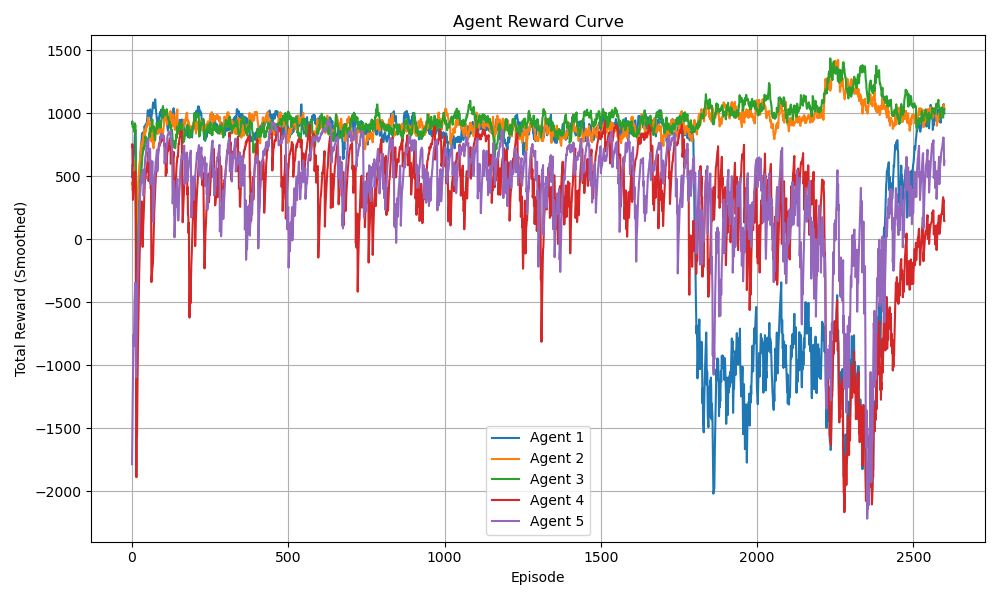 Agent Reward Curve
Total Reward (Smoothed)
1500
1000
500
0
−500
−1000
−1500
−2000
Agent 1
Agent 2
Agent 3
Agent 4
Agent 5
0 500 1000 1500 2000 2500
Episode